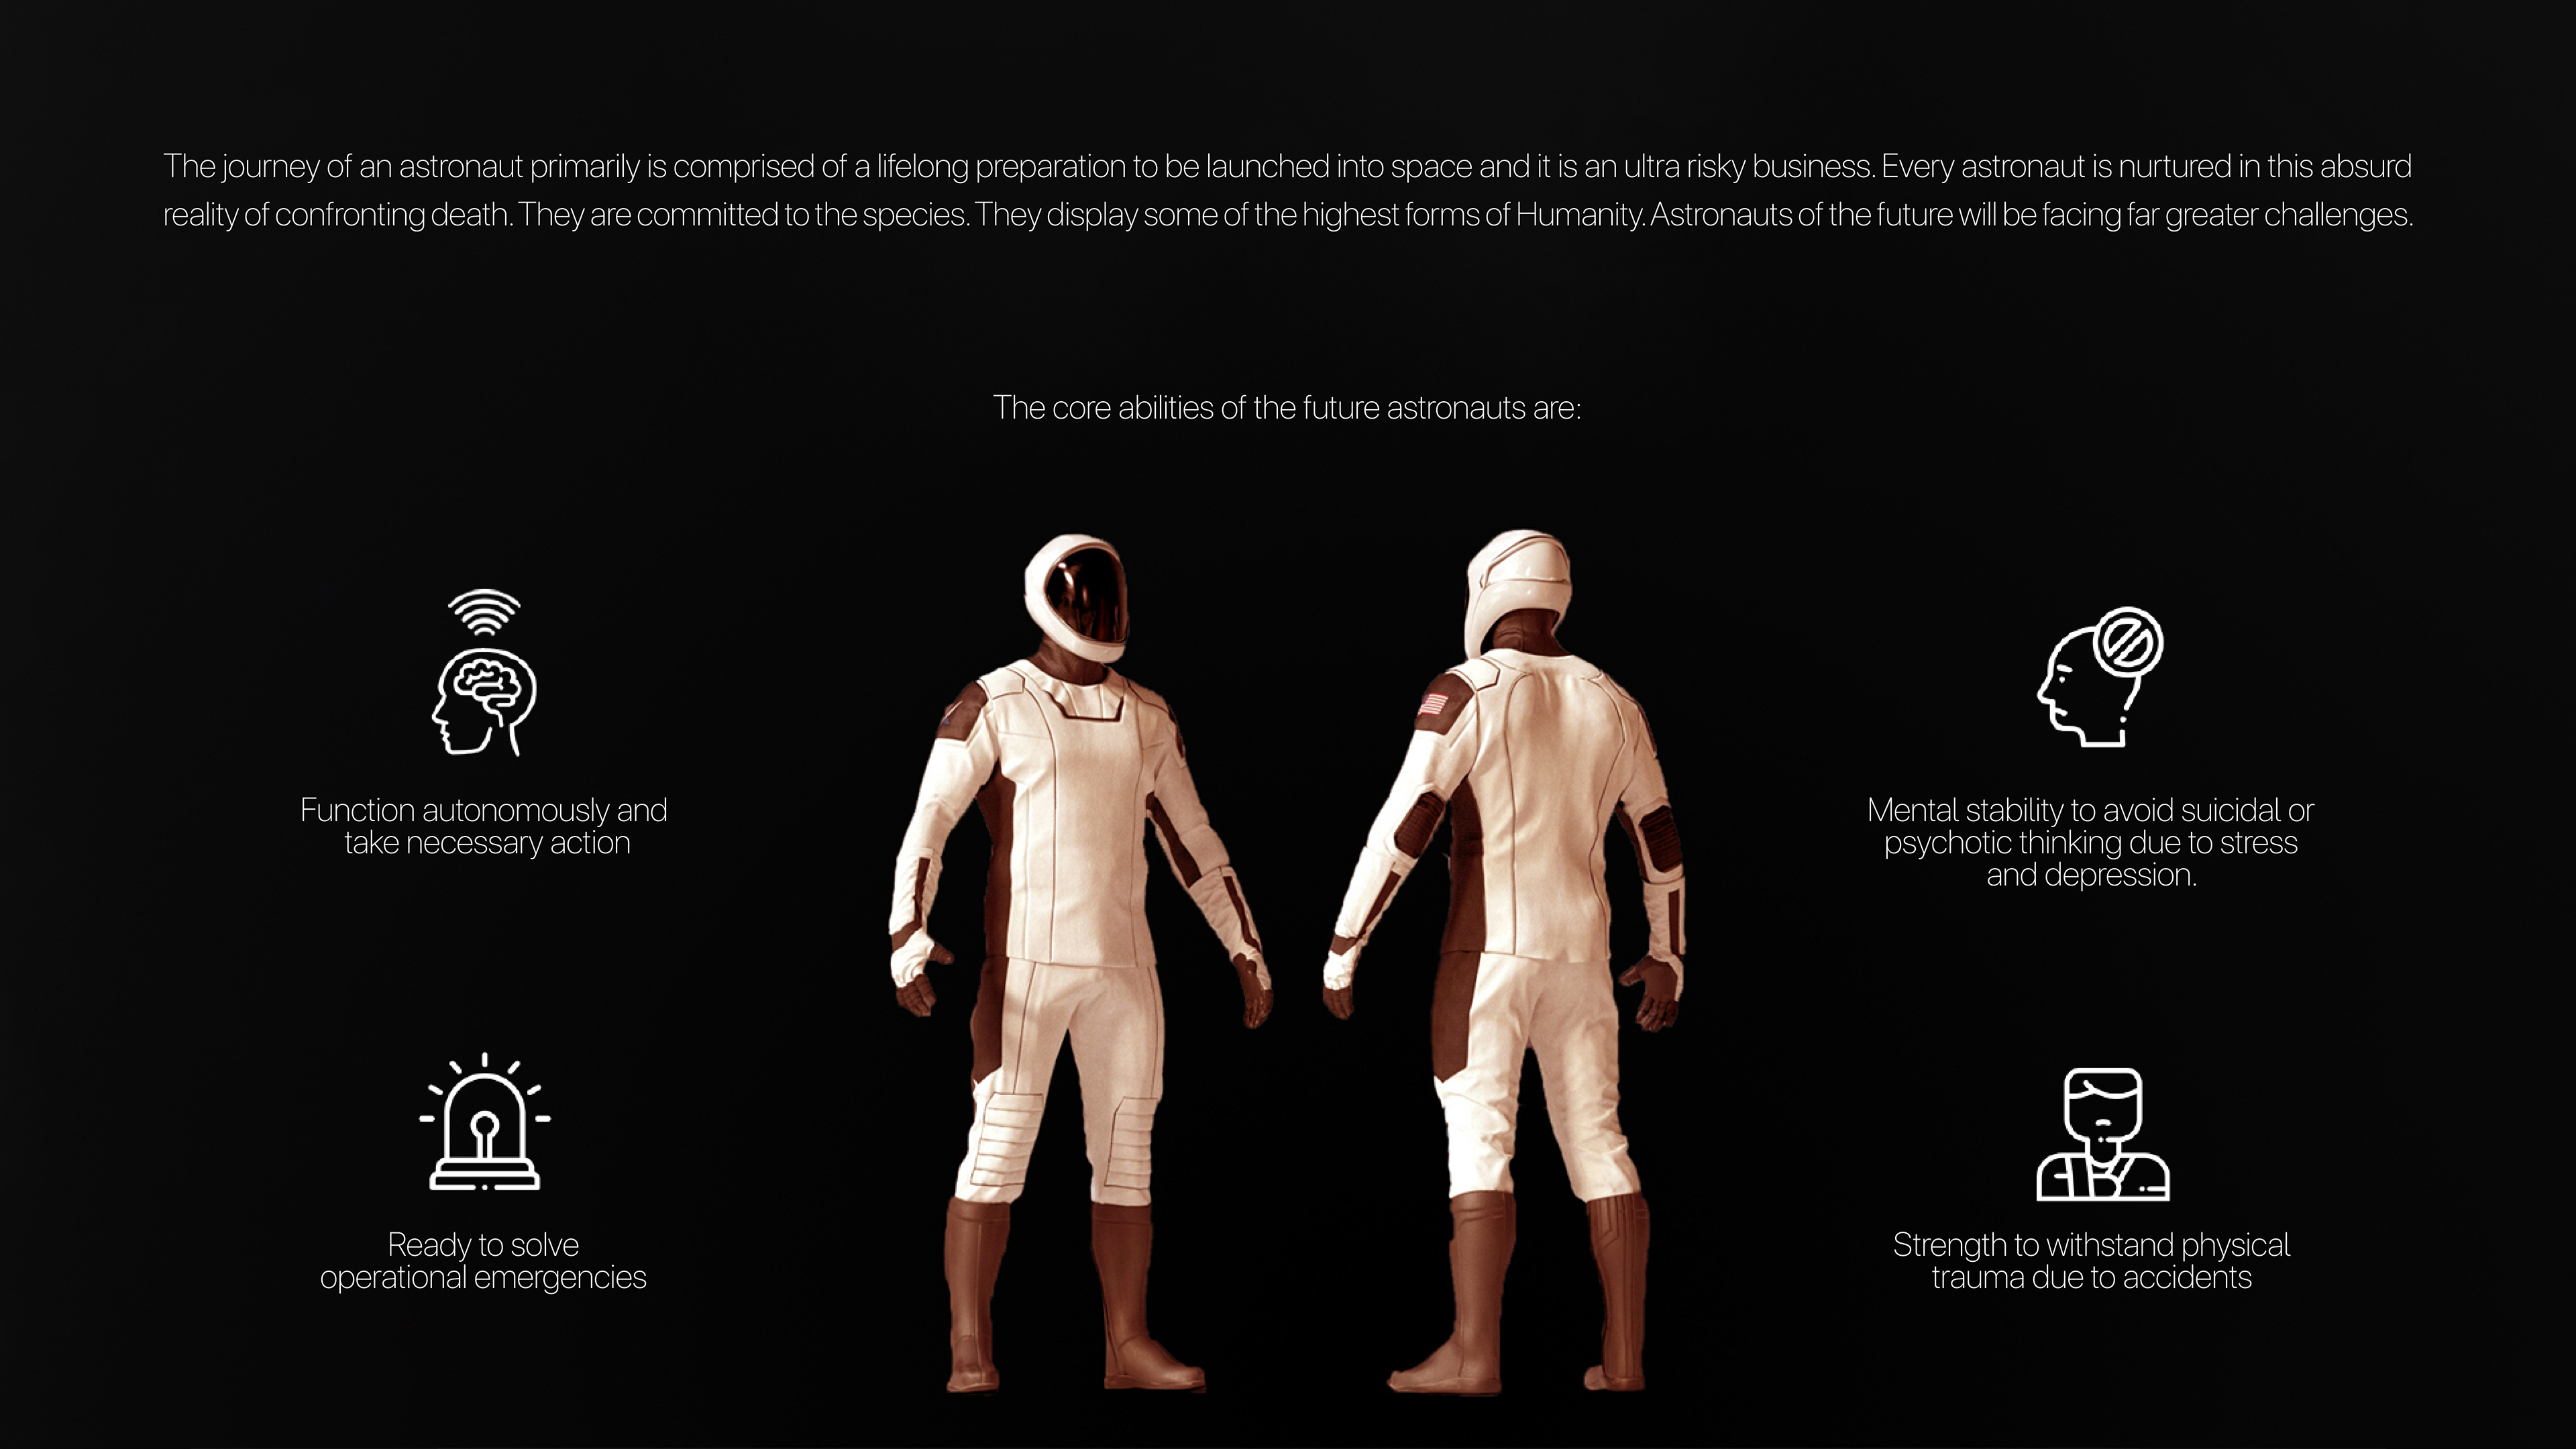 The journey of an astronaut primarily is comprised of a lifelong preparation to be launched into space and it is an ultra risky business. Every astronaut is nurtured in this absurd
reality of confronting death. They are committed to the species. They display some of the highest forms of Humanity. Astronauts of the future will be facing far greater challenges.
The core abilities of the future astronauts are:
Function autonomously and
take necessary action
Mental stability to avoid suicidal or
psychotic thinking due to stress
and depression.
Ready to solve
operational emergencies
Strength to withstand physical
trauma due to accidents